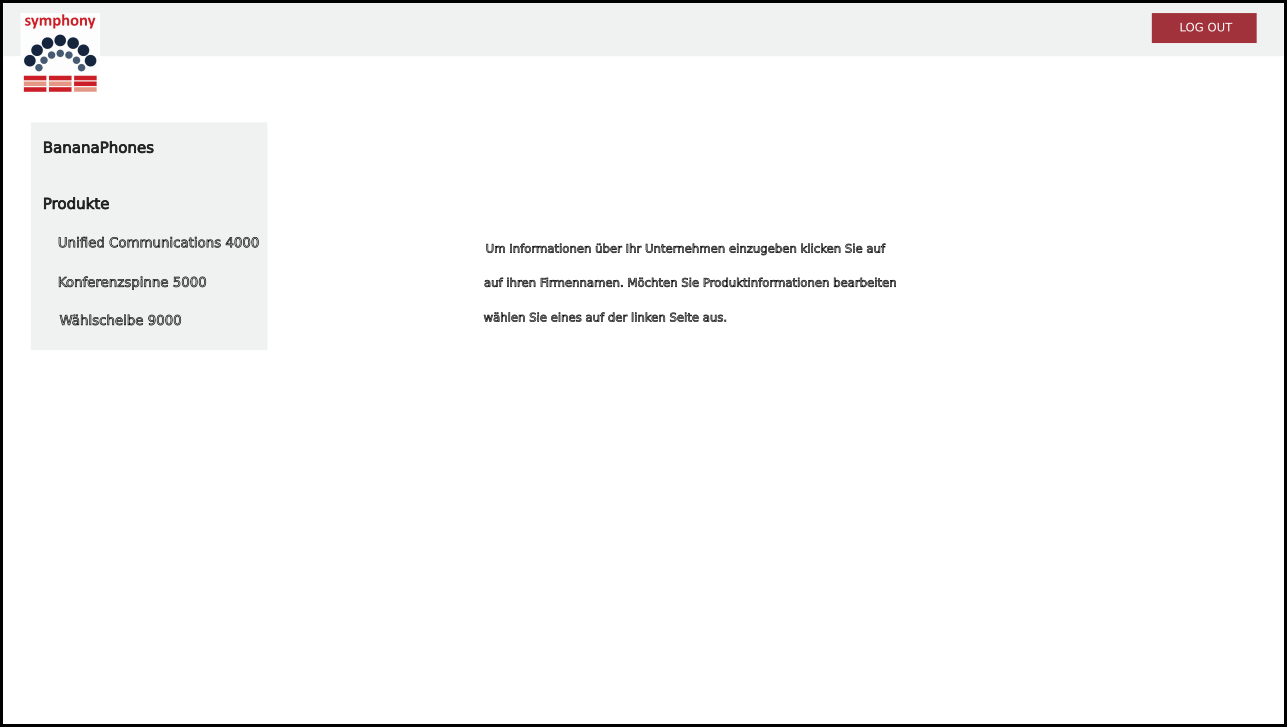 symphony
LOG OUT
BananaPhones
Produkte
Unified Communications 4000
Konferenzspinne 5000
Wählscheibe 9000
Um Informationen über Ihr Unternehmen einzugeben klicken Sie auf
auf ihren Firmennamen. Möchten Sie Produktinformationen bearbeiten
wählen Sie eines auf der linken Seite aus.